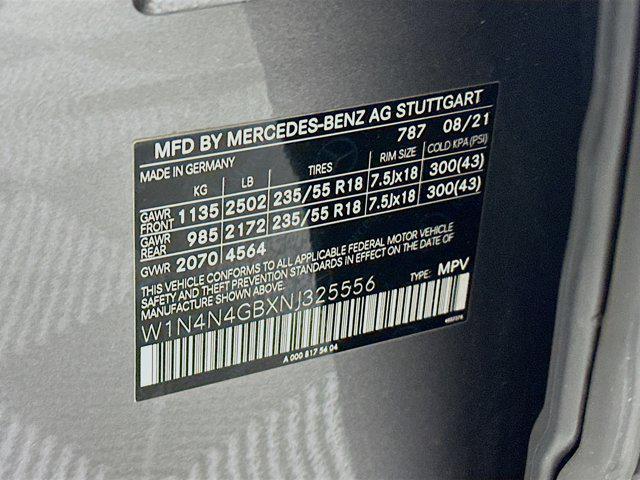 MFD BY MERCEDES-BENZ AG STUTTGART
MADE IN GERMANY 787 08/21
KG LB TIRES RIM SIZE COLD KPA (PSI)
GAWR FRONT 1135 2502 235/55 R18 7.5Jx18 300(43)
GAWR REAR 985 2172 235/55 R18 7.5Jx18 300(43)
GVWR 2070 4564
THIS VEHICLE CONFORMS TO ALL APPLICABLE FEDERAL MOTOR VEHICLE
SAFETY AND THEFT PREVENTION STANDARDS IN EFFECT ON THE DATE OF
MANUFACTURE SHOWN ABOVE.
TYPE: MPV
W1N4N4GBXNJ325556
A 000 817 54 04